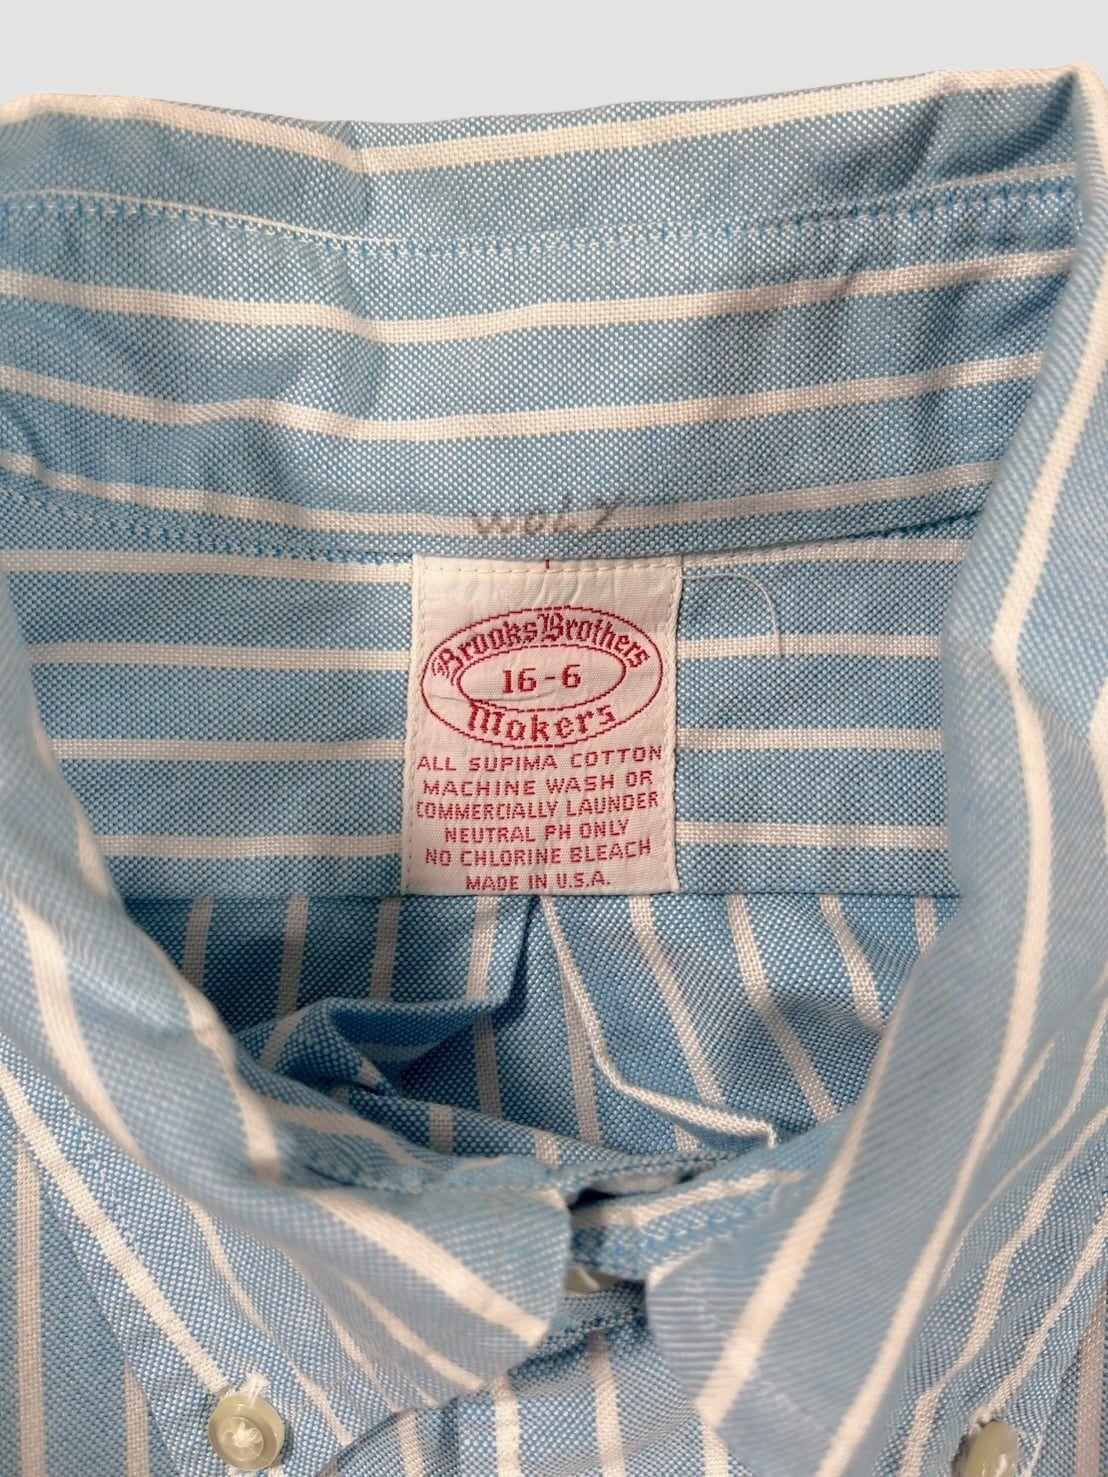 Brooks Brothers
16-6
Makers
ALL SUPIMA COTTON
MACHINE WASH OR
COMMERCIALLY LAUNDER
NEUTRAL PH ONLY
NO CHLORINE BLEACH
MADE IN U.S.A.